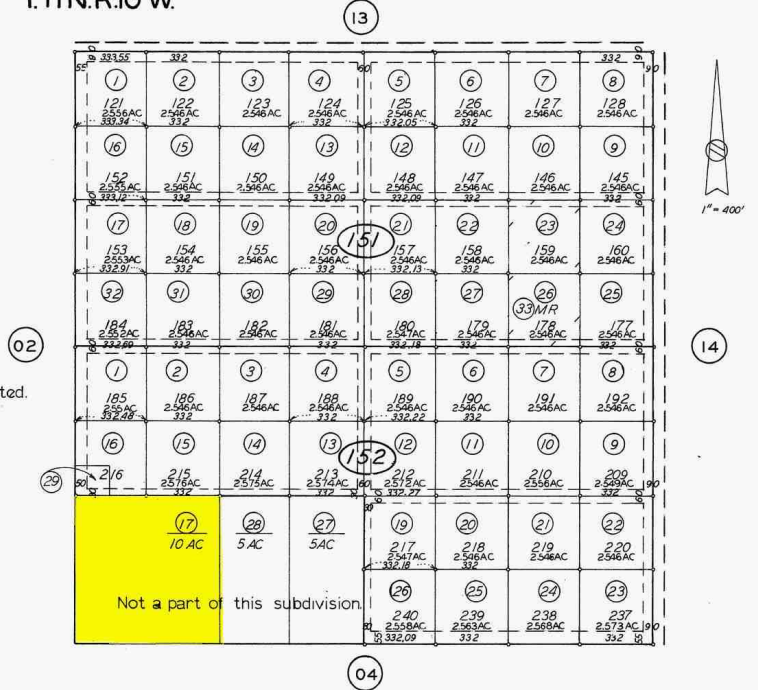 T. 11 N. R. 10 W.
13
333.55 332 332
55 60 90
1 2 3 4 5 6 7 8
121 122 123 124 125 126 127 128
2.556AC 2.546AC 2.546AC 2.546AC 2.546AC 2.546AC 2.546AC 2.546AC
333.34 332 332 332.05 332
1" = 400'
16 15 14 13 12 11 10 9
152 151 150 149 148 147 146 145
2.555AC 2.546AC 2.546AC 2.546AC 2.546AC 2.546AC 2.546AC 2.546AC
333.12 332 332.09 332.09 332 332
17 18 19 20 21 22 23 24
151
153 154 155 156 157 158 159 160
2.553AC 2.546AC 2.546AC 2.546AC 2.546AC 2.546AC 2.546AC 2.546AC
332.91 332 332 332.13 332
32 31 30 29 28 27 26 25
33 MR
184 183 182 181 180 179 178 177
2.552AC 2.546AC 2.546AC 2.546AC 2.547AC 2.546AC 2.546AC 2.546AC
332.69 332 332 332.18 332 332
02
14
1 2 3 4 5 6 7 8
185 186 187 188 189 190 191 192
2.55AC 2.546AC 2.546AC 2.546AC 2.546AC 2.546AC 2.546AC 2.546AC
332.48 332 332 332.22 332
ted.
16 15 14 13 12 11 10 9
152
29
216 215 214 213 212 211 210 209
2.576AC 2.575AC 2.574AC 2.572AC 2.546AC 2.556AC 2.549AC
50 332 332 60 332.27 332 90
17 28 27 19 20 21 22
10 AC 5 AC 5AC
217 218 219 220
2.547AC 2.546AC 2.546AC 2.546AC
332.18 332
26 25 24 23
Not a part of this subdivision.
240 239 238 237
2.558AC 2.563AC 2.568AC 2.573AC
55 332.09 332 332 55 90
04